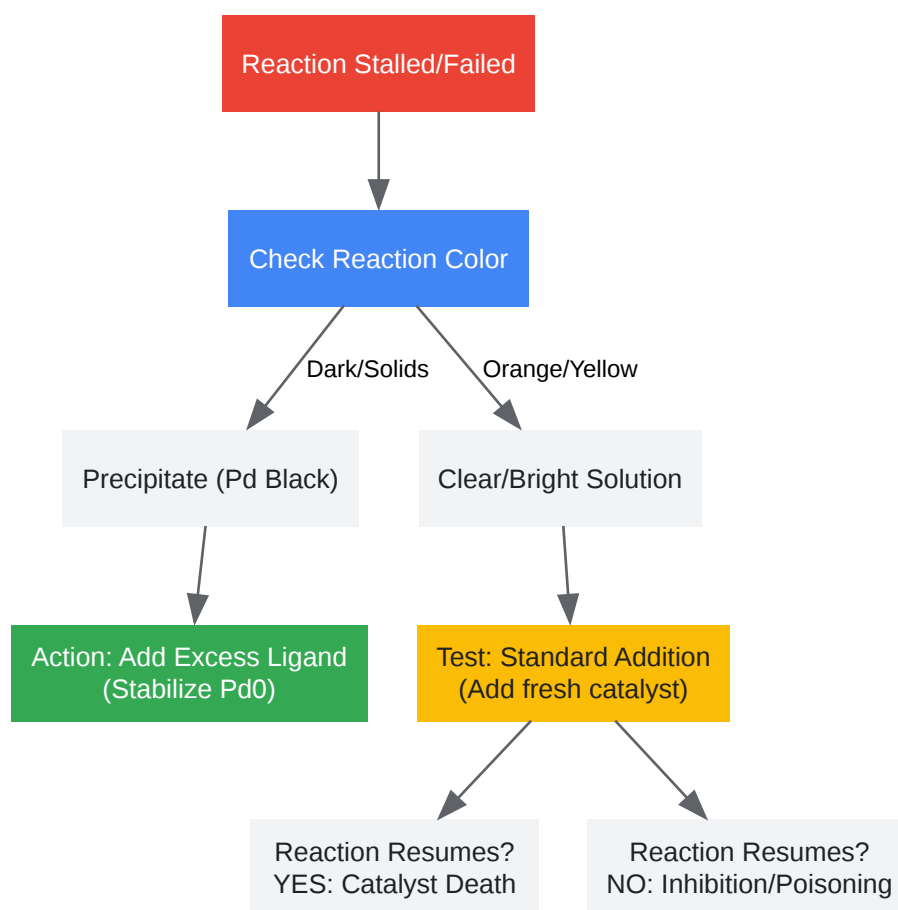 Reaction Stalled/Failed
Check Reaction Color
Dark/Solids
Orange/Yellow
Precipitate (Pd Black)
Clear/Bright Solution
Action: Add Excess Ligand
(Stabilize Pd0)
Test: Standard Addition
(Add fresh catalyst)
Reaction Resumes?
YES: Catalyst Death
Reaction Resumes?
NO: Inhibition/Poisoning